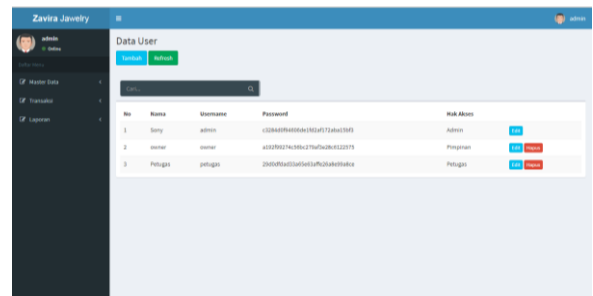 Zavira Jawelry
admin
admin
Online
Data User
Tambah Refresh
Master Data
Transaksi
Laporan
Cari...
No Nama Username Password Hak Akses
1 Sony admin Admin Edit
2 owner owner Pimpinan Edit Hapus
3 Petugas petugas Petugas Edit Hapus